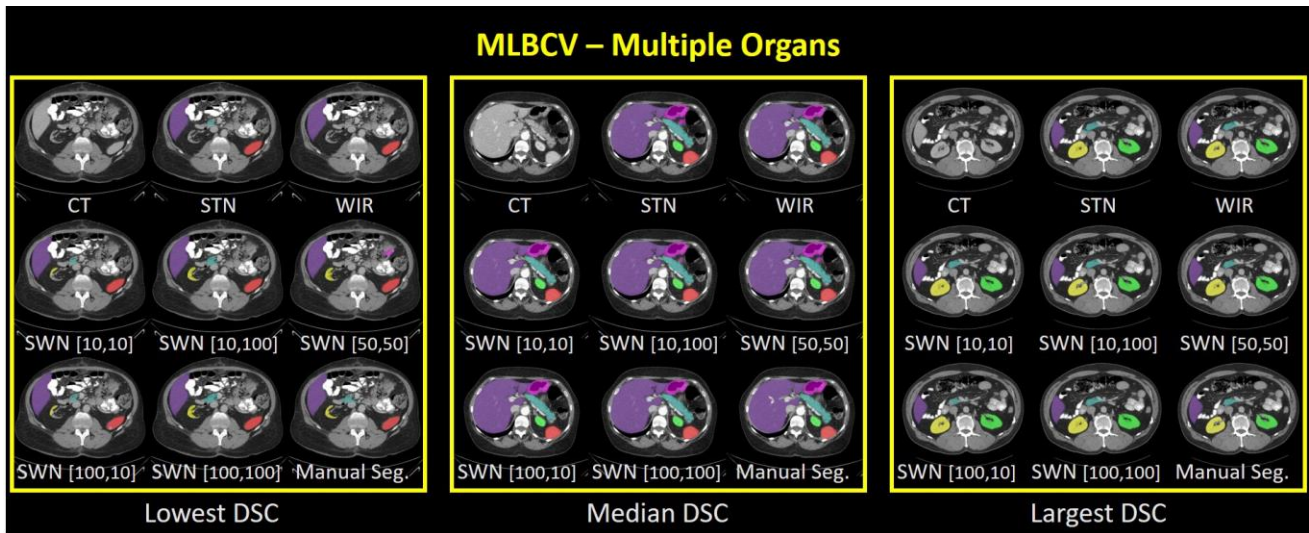 MLBCV – Multiple Organs
CT STN WIR
SWN [10,10] SWN [10,100] SWN [50,50]
SWN [100,10] SWN [100,100] Manual Seg.
Lowest DSC
CT STN WIR
SWN [10,10] SWN [10,100] SWN [50,50]
SWN [100,10] SWN [100,100] Manual Seg.
Median DSC
CT STN WIR
SWN [10,10] SWN [10,100] SWN [50,50]
SWN [100,10] SWN [100,100] Manual Seg.
Largest DSC